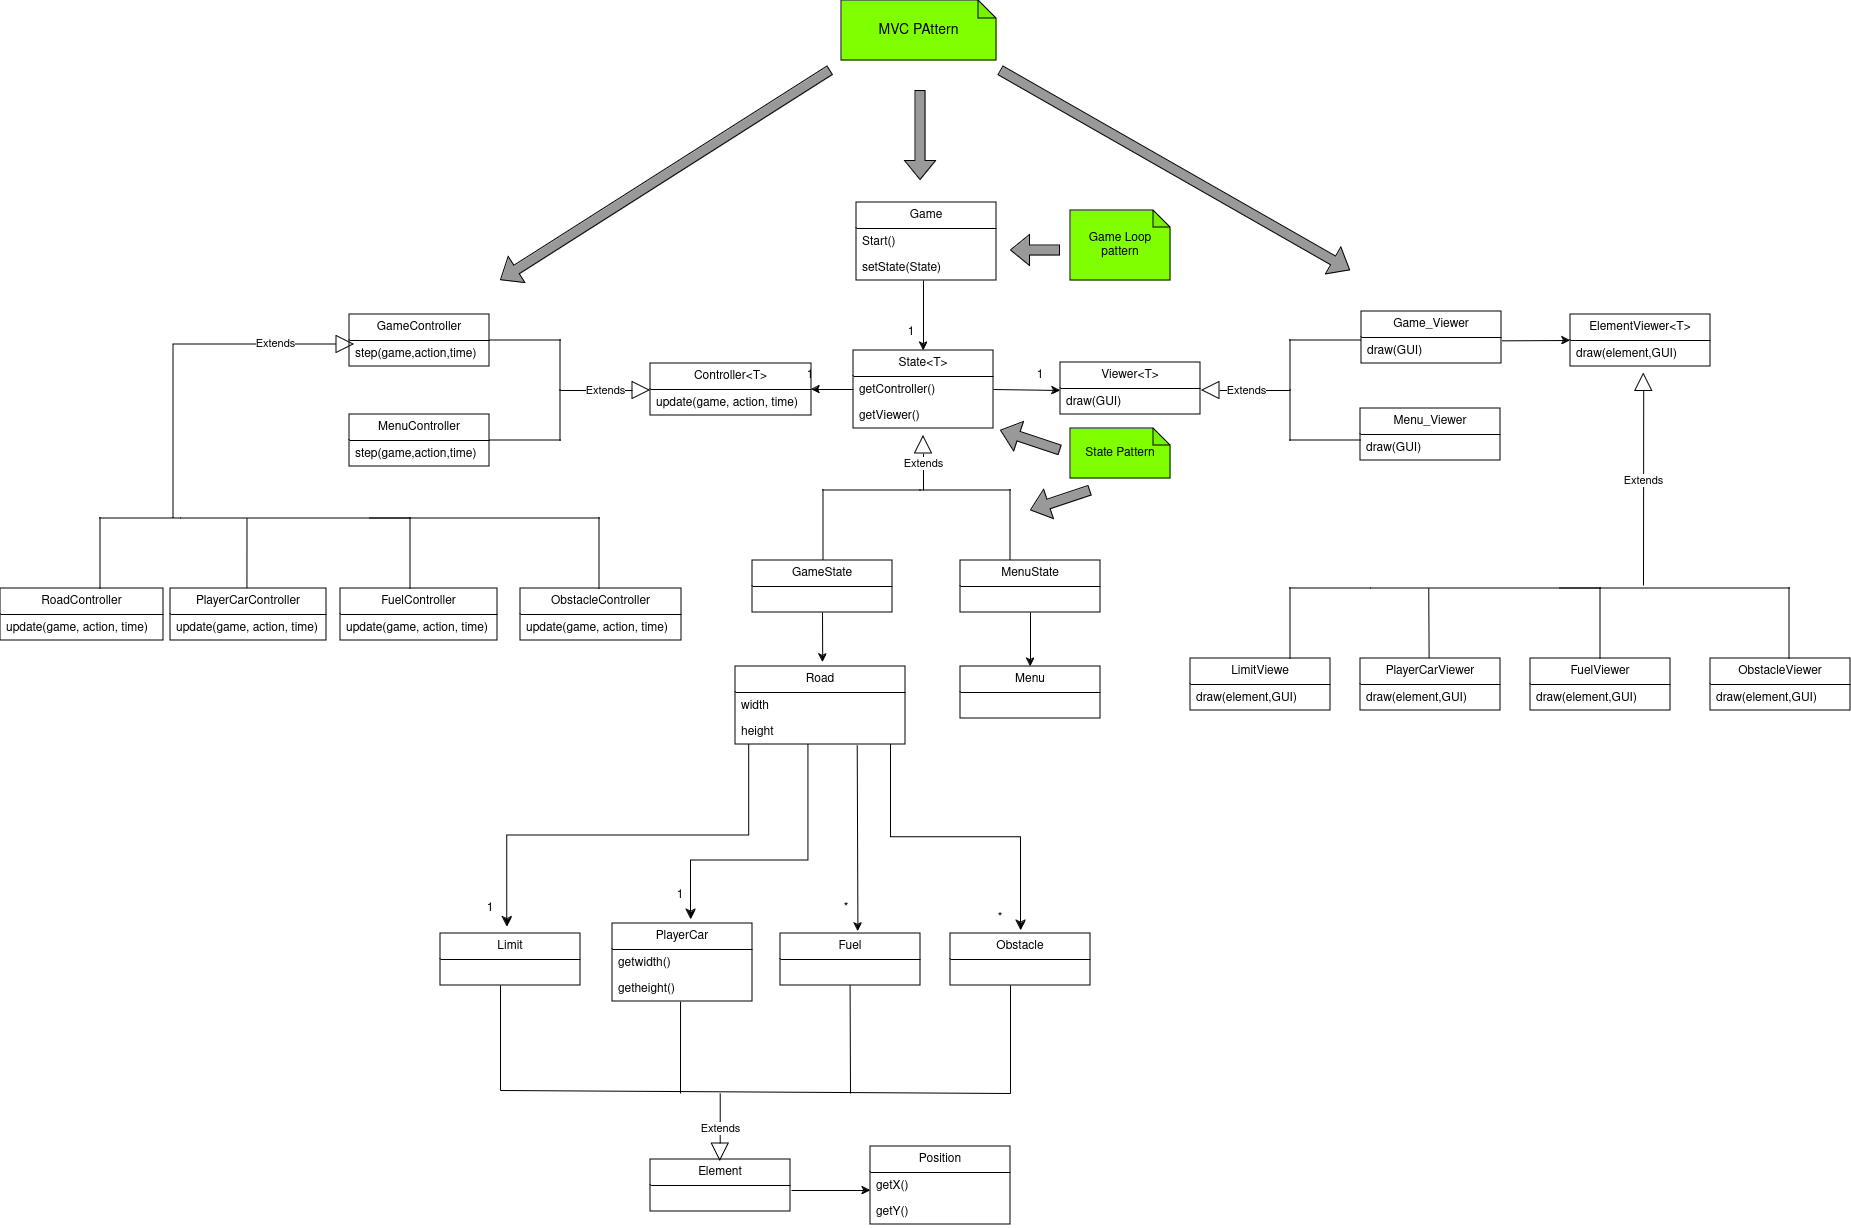 MVC PAttern
Game
Start()
setState(State)
Game Loop
pattern
GameController
step(game,action,time)
Extends
MenuController
step(game,action,time)
Extends
Controller<T>
update(game, action, time)
1
1
State<T>
getController()
getViewer()
1
Viewer<T>
draw(GUI)
Extends
Game_Viewer
draw(GUI)
Menu_Viewer
draw(GUI)
ElementViewer<T>
draw(element,GUI)
Extends
State Pattern
Extends
RoadController
update(game, action, time)
PlayerCarController
update(game, action, time)
FuelController
update(game, action, time)
ObstacleController
update(game, action, time)
GameState
MenuState
Road
width
height
Menu
LimitViewe
draw(element,GUI)
PlayerCarViewer
draw(element,GUI)
FuelViewer
draw(element,GUI)
ObstacleViewer
draw(element,GUI)
1
1
*
*
Limit
PlayerCar
getwidth()
getheight()
Fuel
Obstacle
Extends
Element
Position
getX()
getY()